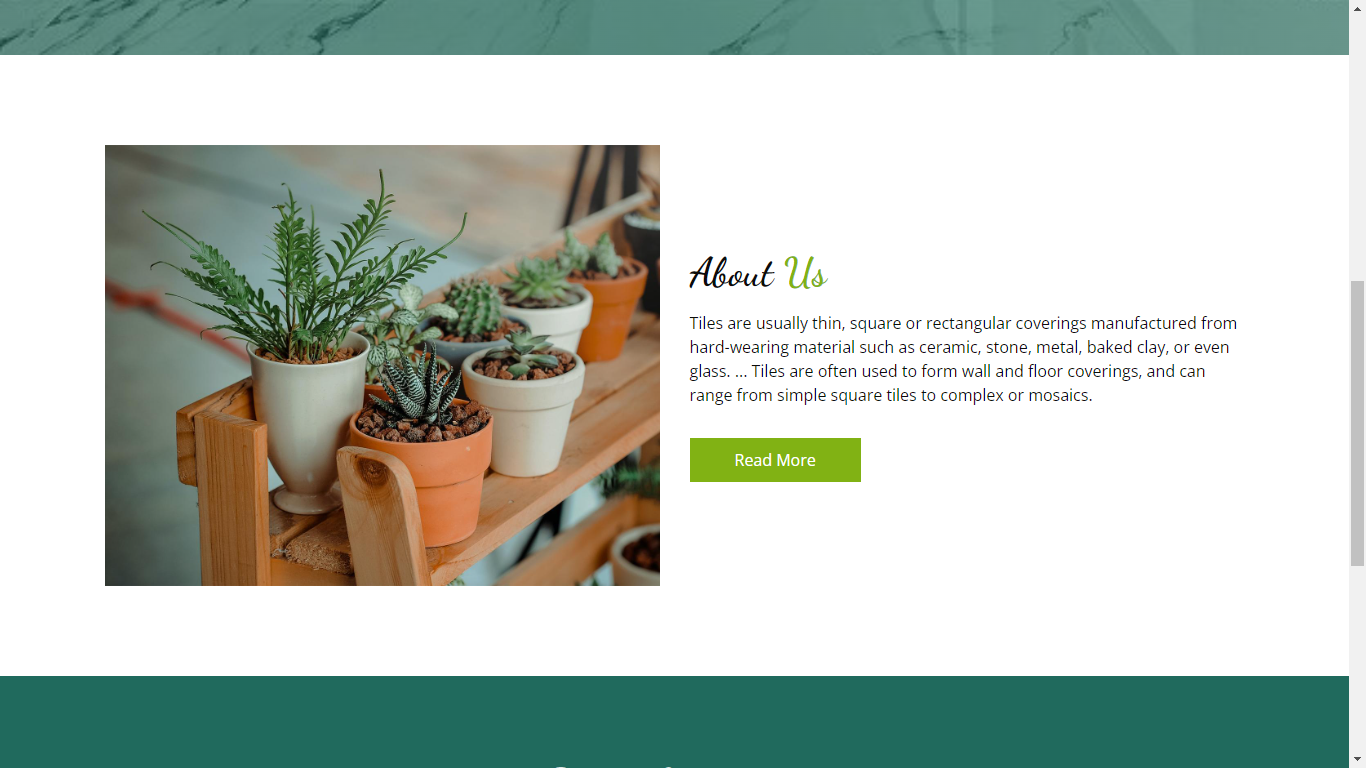 About Us
Tiles are usually thin, square or rectangular coverings manufactured from
hard-wearing material such as ceramic, stone, metal, baked clay, or even
glass. ... Tiles are often used to form wall and floor coverings, and can
range from simple square tiles to complex or mosaics.
Read More